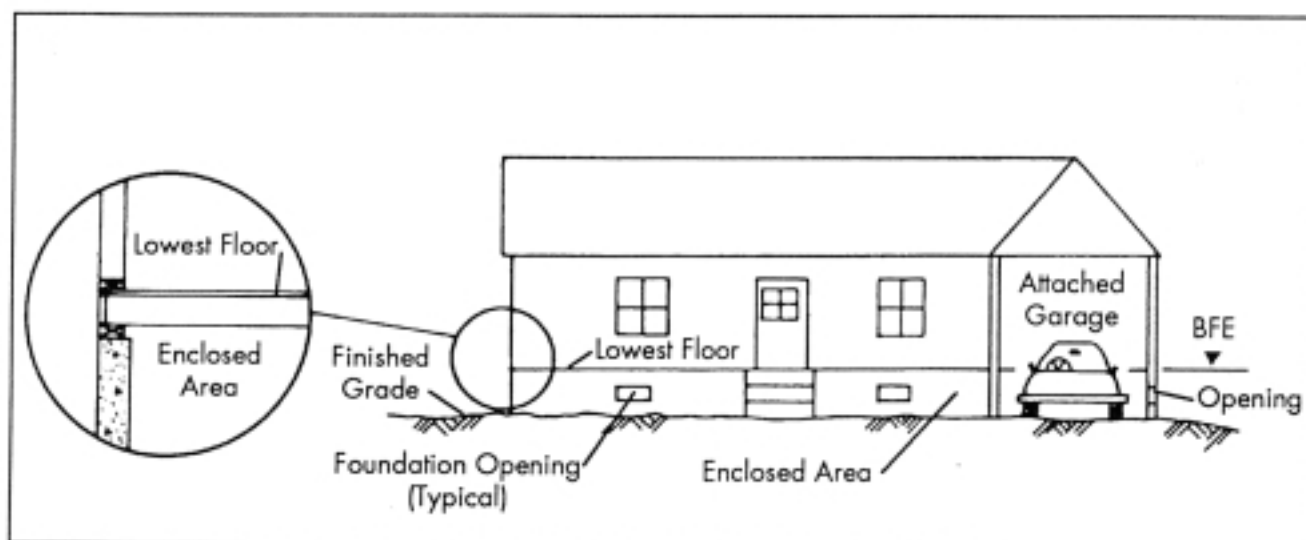 Lowest Floor
Enclosed
Area
Finished
Grade
Lowest Floor
Attached
Garage
BFE
Opening
Foundation Opening
(Typical)
Enclosed Area